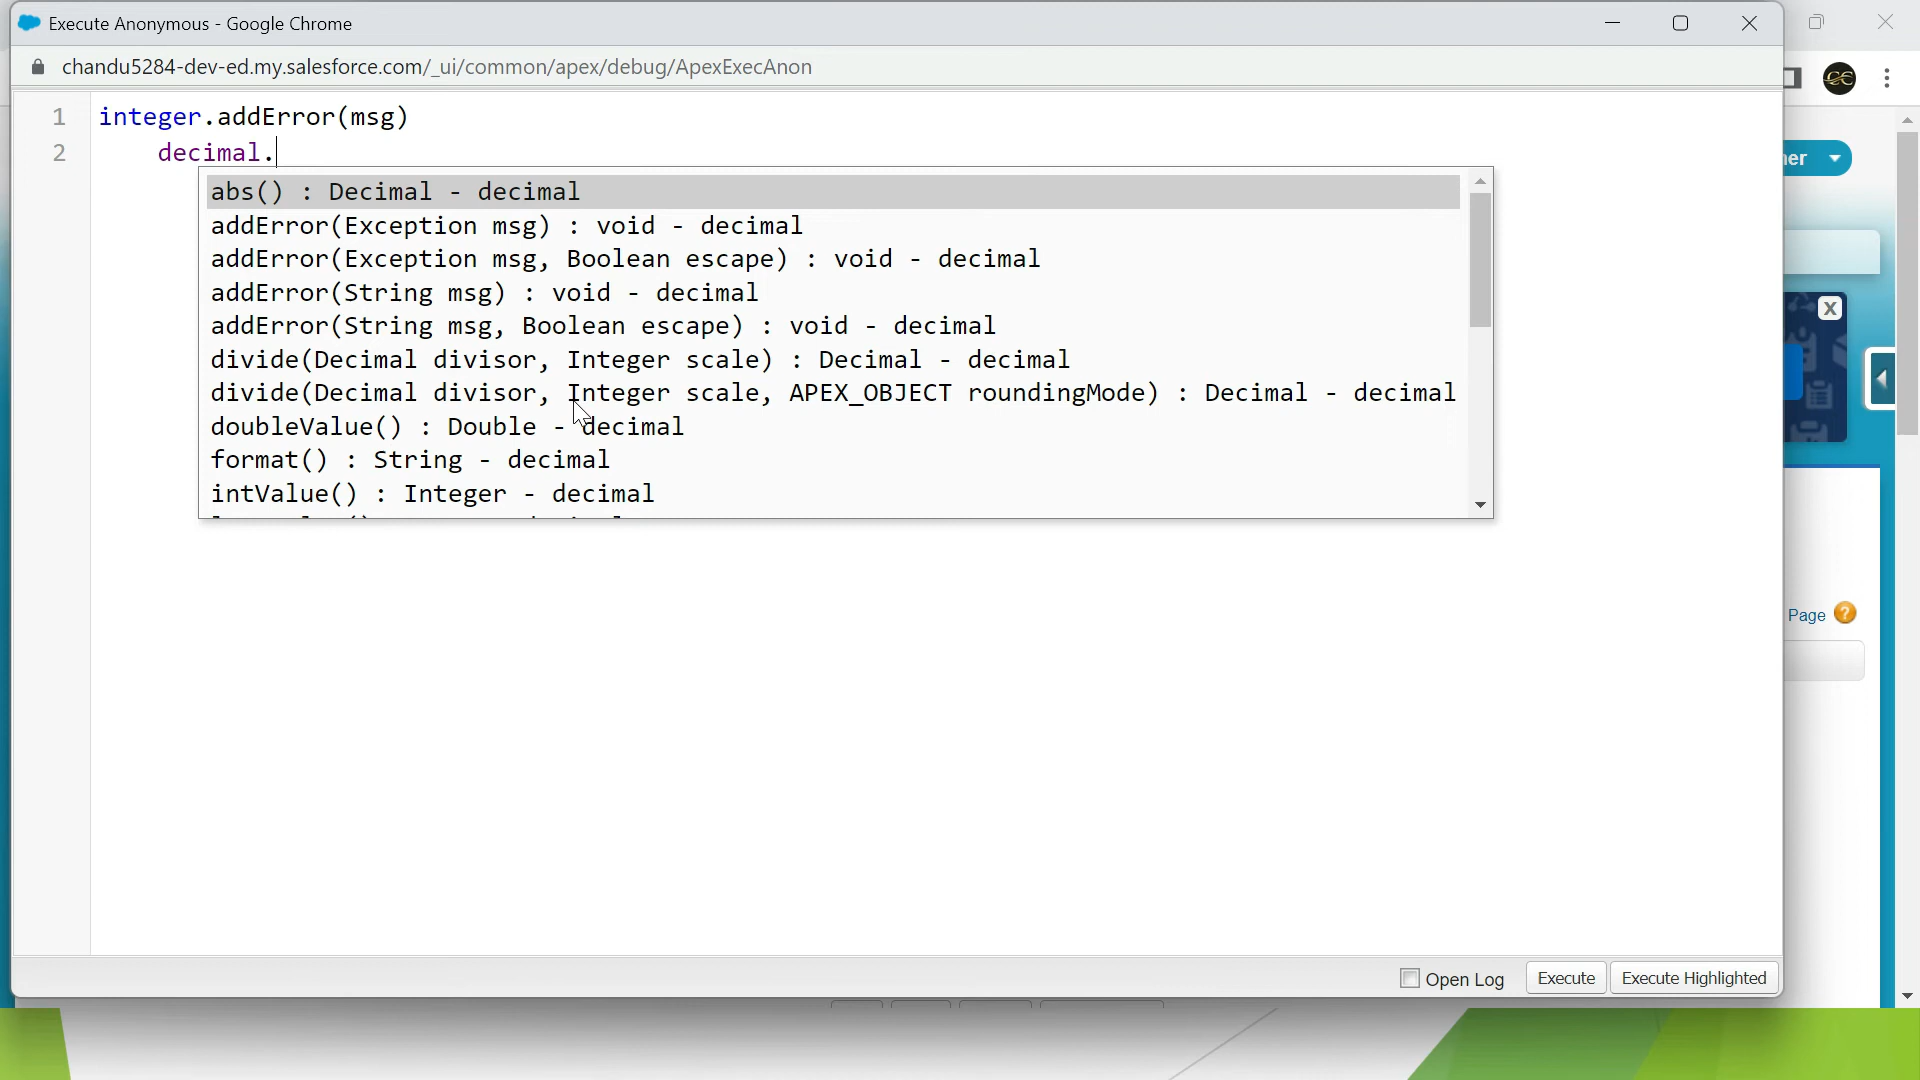 Execute Anonymous - Google Chrome
chandu5284-dev-ed.my.salesforce.com/_ui/common/apex/debug/ApexExecAnon
1 integer.addError(msg)
2 decimal.
abs() : Decimal - decimal
addError(Exception msg) : void - decimal
addError(Exception msg, Boolean escape) : void - decimal
addError(String msg) : void - decimal
addError(String msg, Boolean escape) : void - decimal
divide(Decimal divisor, Integer scale) : Decimal - decimal
divide(Decimal divisor, Integer scale, APEX_OBJECT roundingMode) : Decimal - decimal
doubleValue() : Double - decimal
format() : String - decimal
intValue() : Integer - decimal
Page ?
Open Log Execute Execute Highlighted